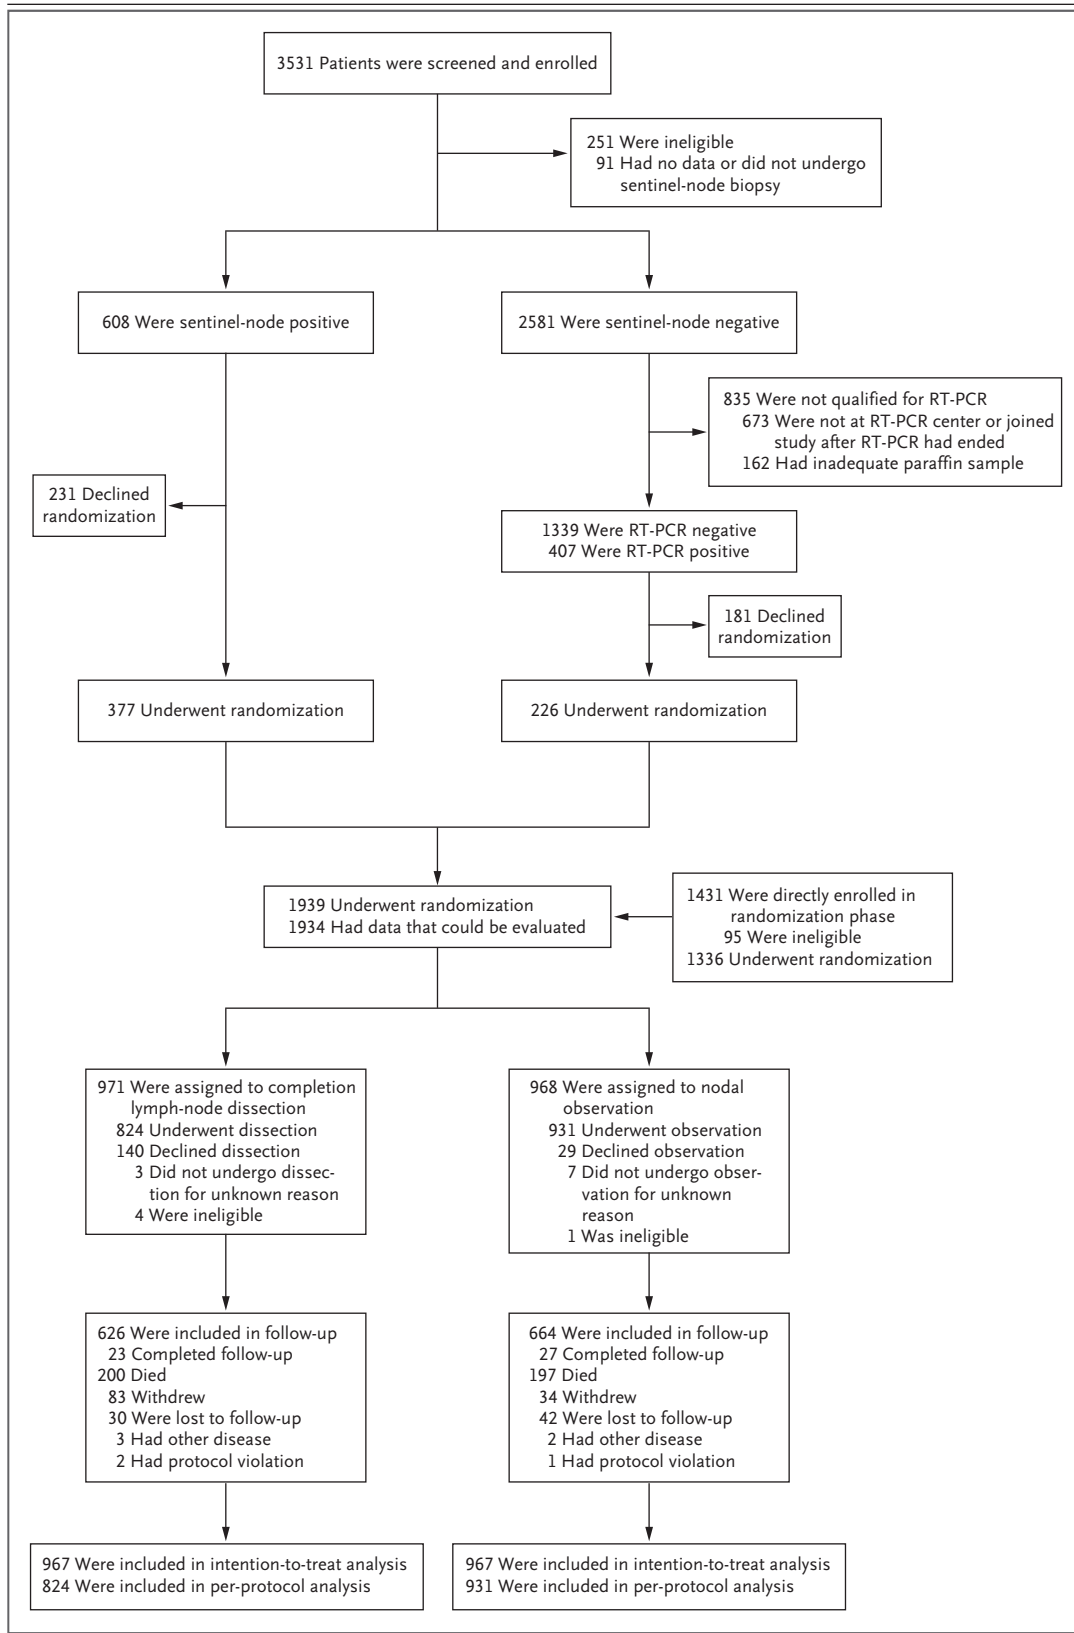 3531 Patients were screened and enrolled
251 Were ineligible
91 Had no data or did not undergo
sentinel-node biopsy
608 Were sentinel-node positive
2581 Were sentinel-node negative
835 Were not qualified for RT-PCR
673 Were not at RT-PCR center or joined
study after RT-PCR had ended
162 Had inadequate paraffin sample
231 Declined
randomization
1339 Were RT-PCR negative
407 Were RT-PCR positive
181 Declined
randomization
377 Underwent randomization
226 Underwent randomization
1939 Underwent randomization
1934 Had data that could be evaluated
1431 Were directly enrolled in
randomization phase
95 Were ineligible
1336 Underwent randomization
971 Were assigned to completion
lymph-node dissection
824 Underwent dissection
140 Declined dissection
3 Did not undergo dissec-
tion for unknown reason
4 Were ineligible
968 Were assigned to nodal
observation
931 Underwent observation
29 Declined observation
7 Did not undergo obser-
vation for unknown
reason
1 Was ineligible
626 Were included in follow-up
23 Completed follow-up
200 Died
83 Withdrew
30 Were lost to follow-up
3 Had other disease
2 Had protocol violation
664 Were included in follow-up
27 Completed follow-up
197 Died
34 Withdrew
42 Were lost to follow-up
2 Had other disease
1 Had protocol violation
967 Were included in intention-to-treat analysis
824 Were included in per-protocol analysis
967 Were included in intention-to-treat analysis
931 Were included in per-protocol analysis